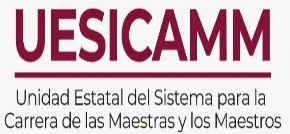 UESICAMM
Unidad Estatal del Sistema para la
Carrera de las Maestras y los Maestros